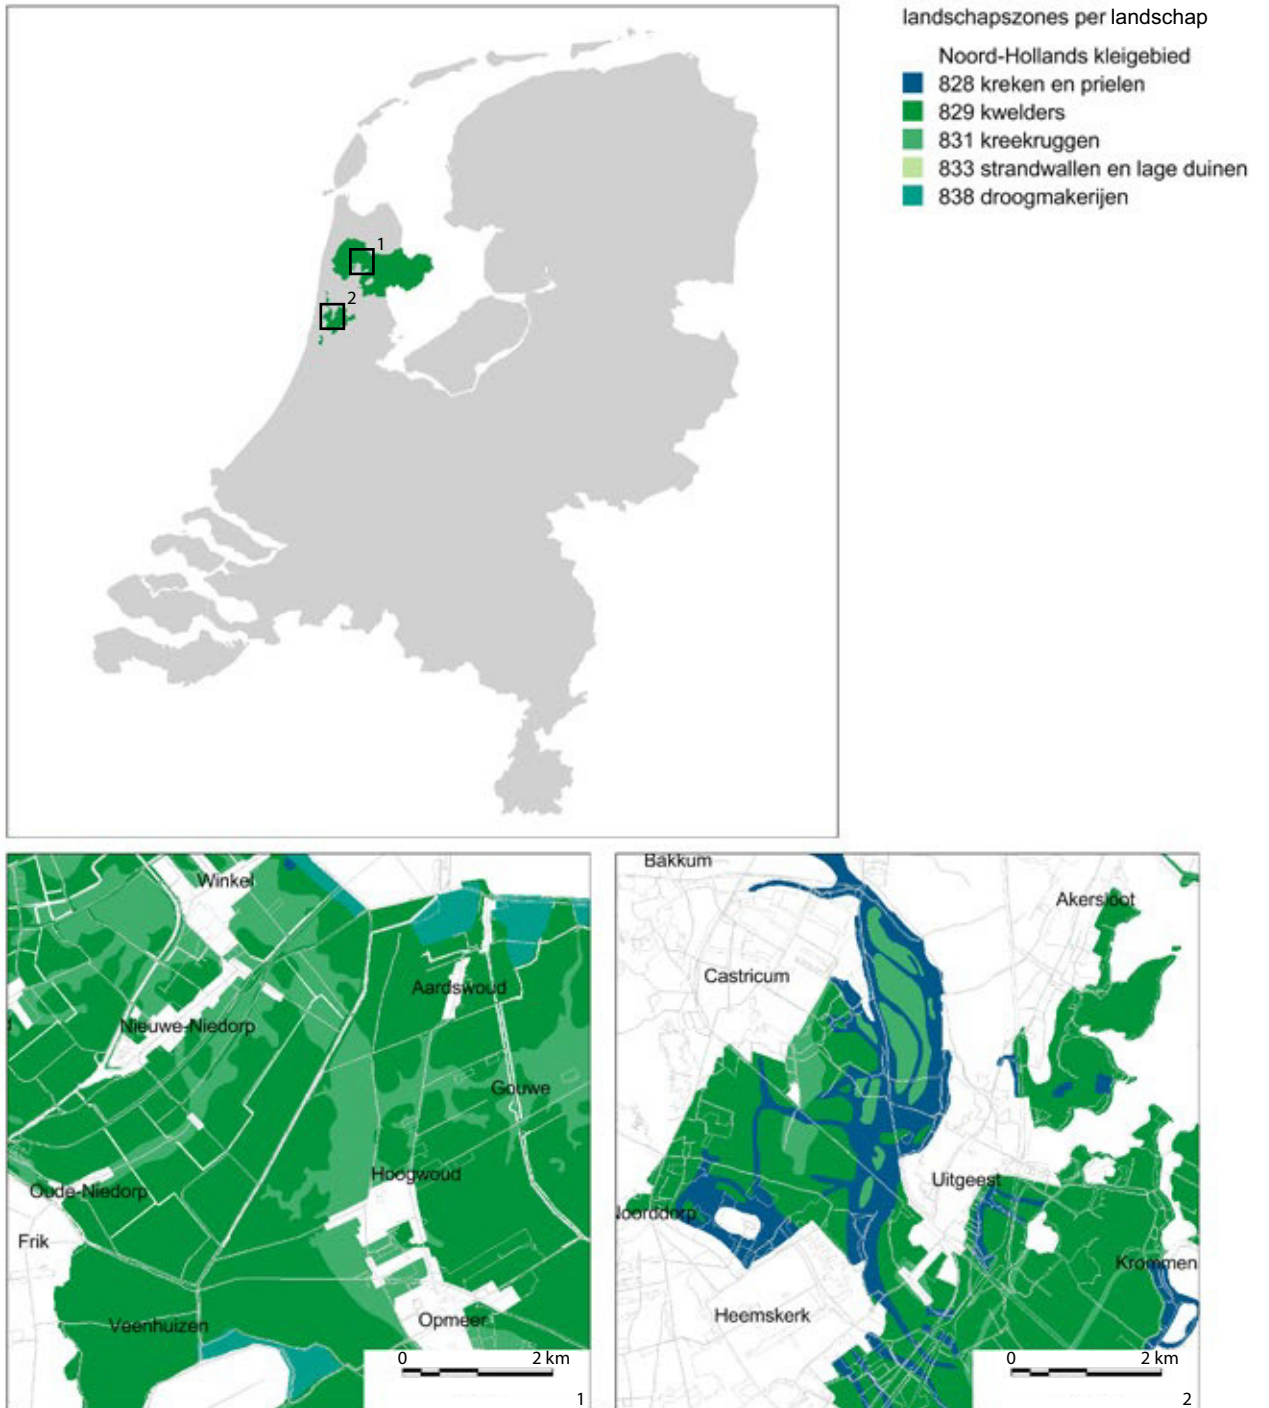 landschapszones per landschap
Noord-Hollands kleigebied
828 kreken en prielen
829 kwelders
831 kreekruggen
833 strandwallen en lage duinen
838 droogmakerijen
1
2
Winkel
Aardswoud
Nieuwe-Niedorp
Gouwe
Hoogwoud
Oude-Niedorp
Frik
Veenhuizen
Opmeer
0 2 km
1
Bakkum
Akersloot
Castricum
Uitgeest
Noorddorp
Krommen
Heemskerk
0 2 km
2